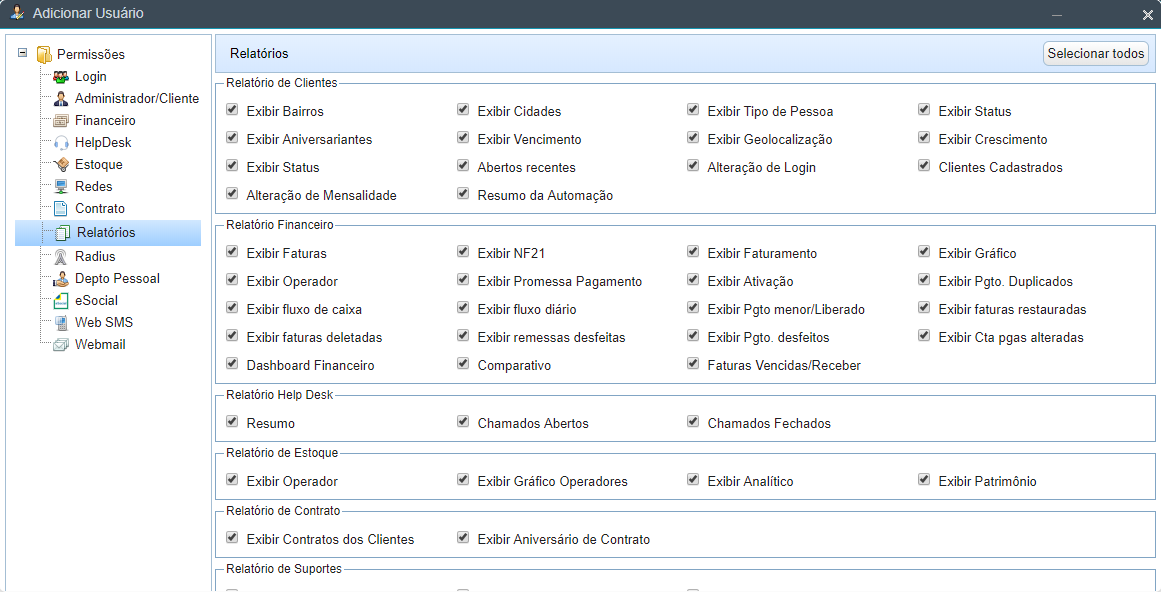 Adicionar Usuário
Permissões
Login
Administrador/Cliente
Financeiro
HelpDesk
Estoque
Redes
Contrato
Relatórios
Radius
Depto Pessoal
eSocial
Web SMS
Webmail
Relatórios Selecionar todos
Relatório de Clientes
Exibir Bairros Exibir Cidades Exibir Tipo de Pessoa Exibir Status
Exibir Aniversariantes Exibir Vencimento Exibir Geolocalização Exibir Crescimento
Exibir Status Abertos recentes Alteração de Login Clientes Cadastrados
Alteração de Mensalidade Resumo da Automação
Relatório Financeiro
Exibir Faturas Exibir NF21 Exibir Faturamento Exibir Gráfico
Exibir Operador Exibir Promessa Pagamento Exibir Ativação Exibir Pgto. Duplicados
Exibir fluxo de caixa Exibir fluxo diário Exibir Pgto menor/Liberado Exibir faturas restauradas
Exibir faturas deletadas Exibir remessas desfeitas Exibir Pgto. desfeitos Exibir Cta pgas alteradas
Dashboard Financeiro Comparativo Faturas Vencidas/Receber
Relatório Help Desk
Resumo Chamados Abertos Chamados Fechados
Relatório de Estoque
Exibir Operador Exibir Gráfico Operadores Exibir Analítico Exibir Patrimônio
Relatório de Contrato
Exibir Contratos dos Clientes Exibir Aniversário de Contrato
Relatório de Suportes